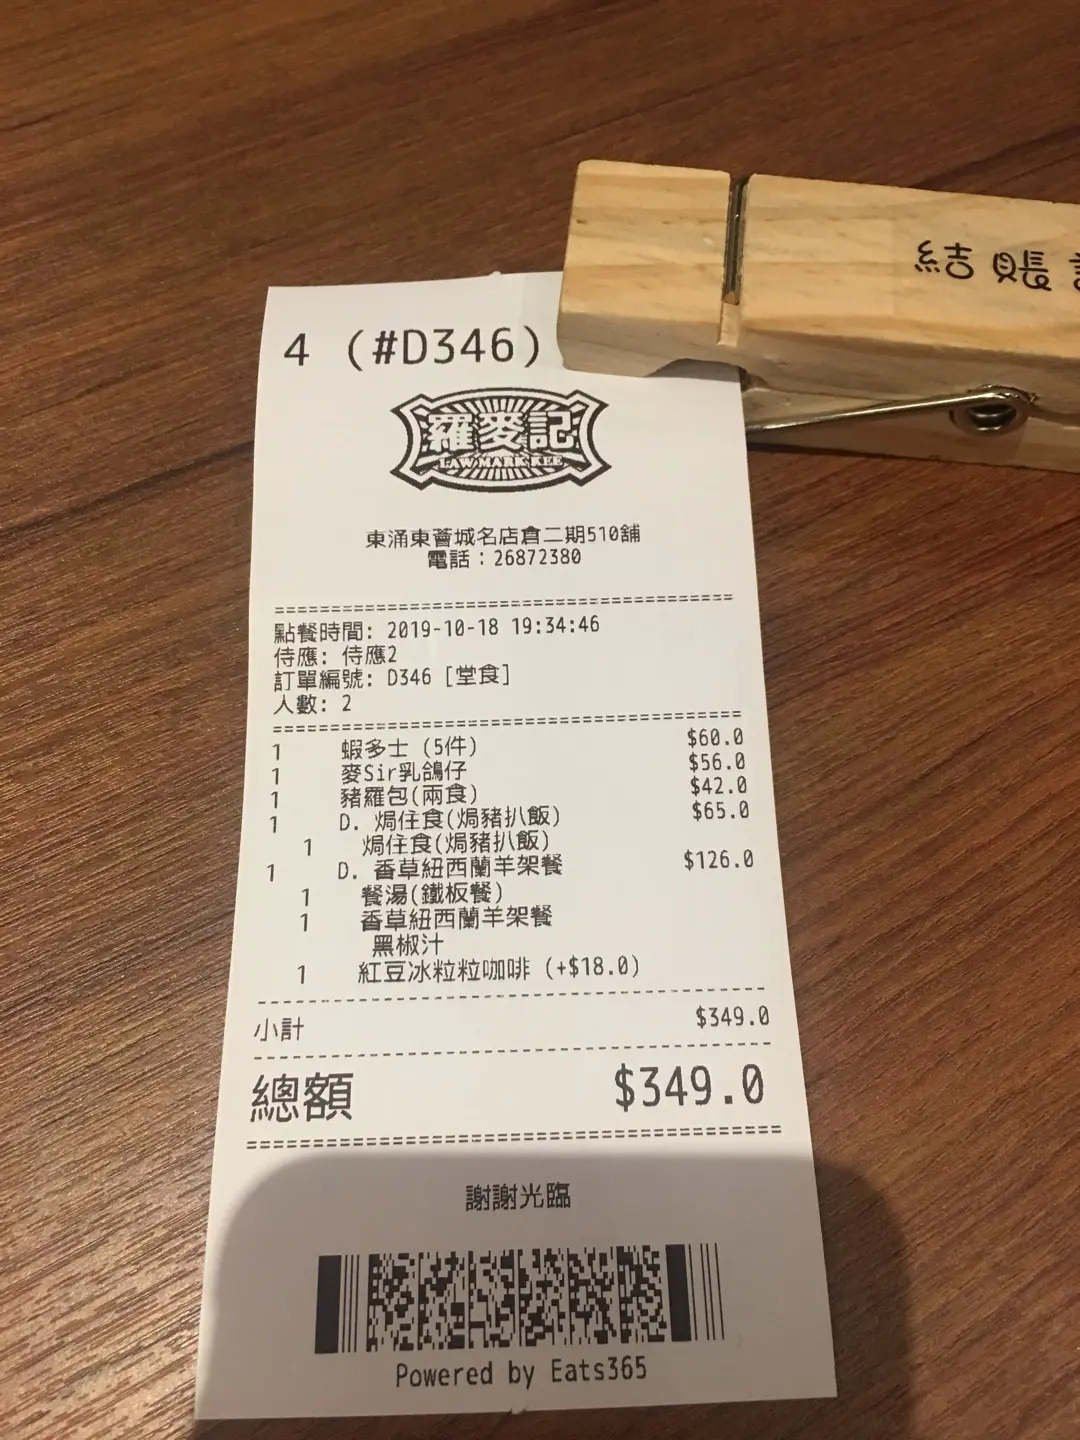 結賬
4 (#D346)
羅麥記
LAW MARK KEE
東涌東薈城名店倉二期510舖
電話：26872380
點餐時間: 2019-10-18 19:34:46
侍應: 侍應2
訂單編號: D346 [堂食]
人數: 2
1 蝦多士 (5件) $60.0
1 麥Sir乳鴿仔 $56.0
1 豬羅包(兩食) $42.0
1 D. 焗住食(焗豬扒飯) $65.0
1 焗住食(焗豬扒飯)
1 D. 香草紐西蘭羊架餐 $126.0
1 餐湯(鐵板餐)
1 香草紐西蘭羊架餐
黑椒汁
1 紅豆冰粒粒咖啡 (+$18.0)
小計 $349.0
總額 $349.0
謝謝光臨
Powered by Eats365